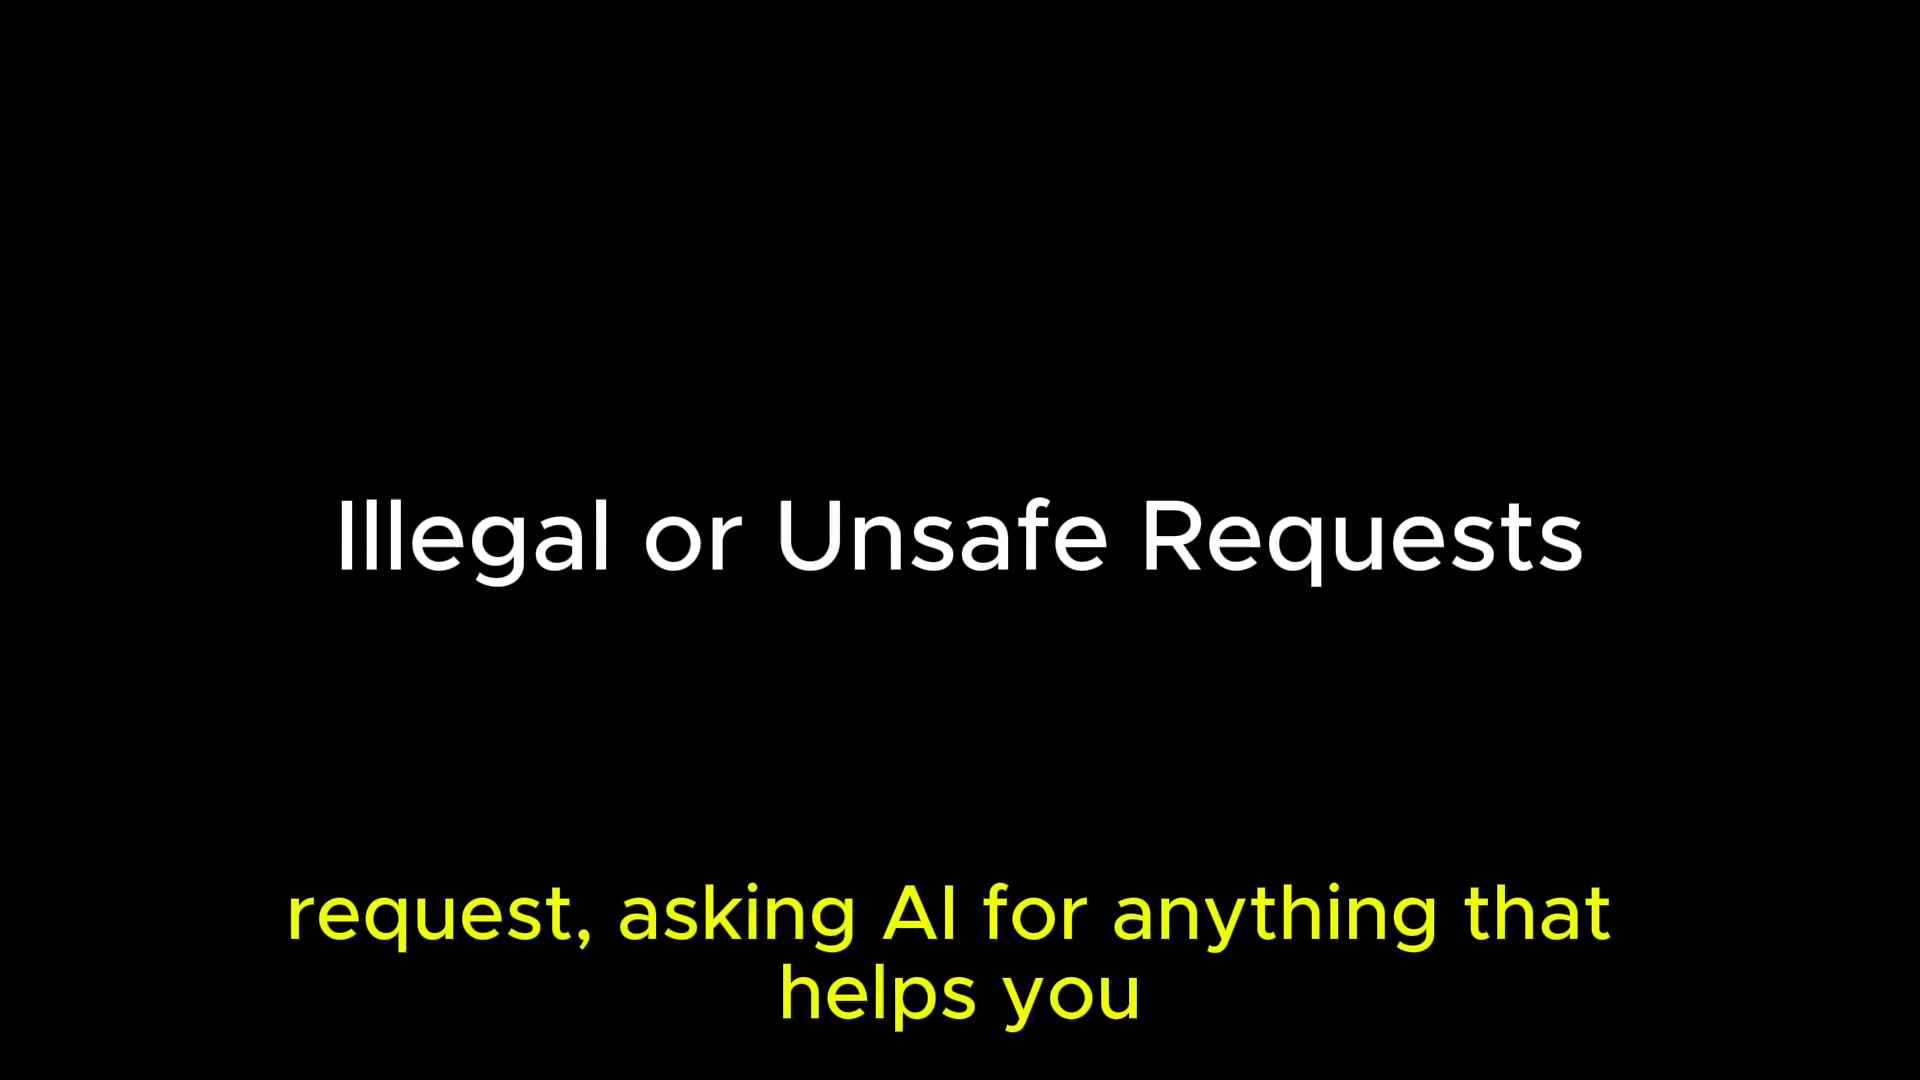 Illegal or Unsafe Requests
request, asking AI for anything that
helps you